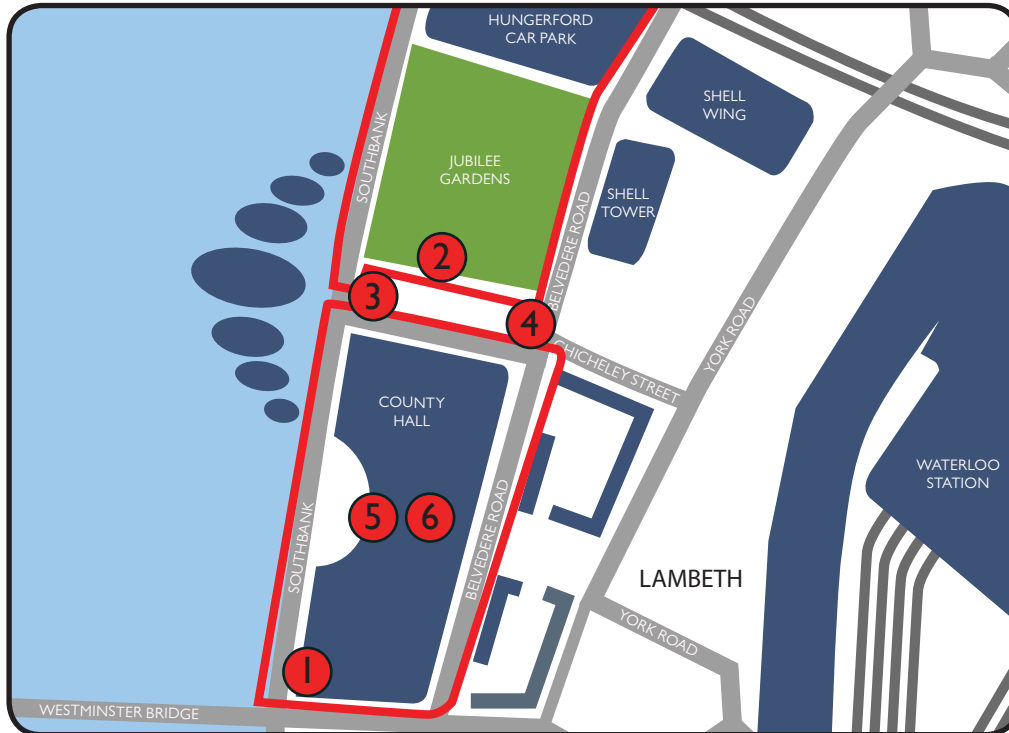 HUNGERFORD
CAR PARK
SHELL
WING
SOUTHBANK
JUBILEE
GARDENS
SHELL
TOWER
BELVEDERE ROAD
2
3
4
CHICHELEY STREET
YORK ROAD
COUNTY
HALL
WATERLOO
STATION
5
6
SOUTHBANK
BELVEDERE ROAD
LAMBETH
YORK ROAD
1
WESTMINSTER BRIDGE